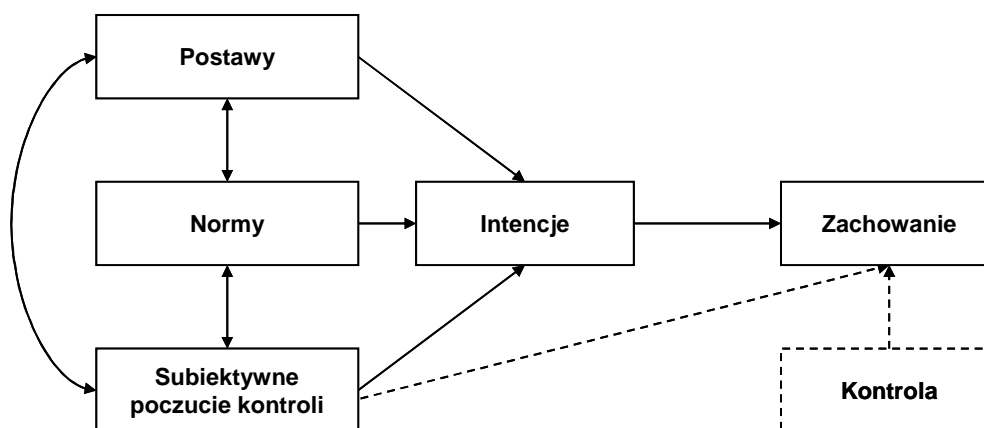 Postawy
Normy
Intencje
Zachowanie
Subiektywne
poczucie kontroli
Kontrola